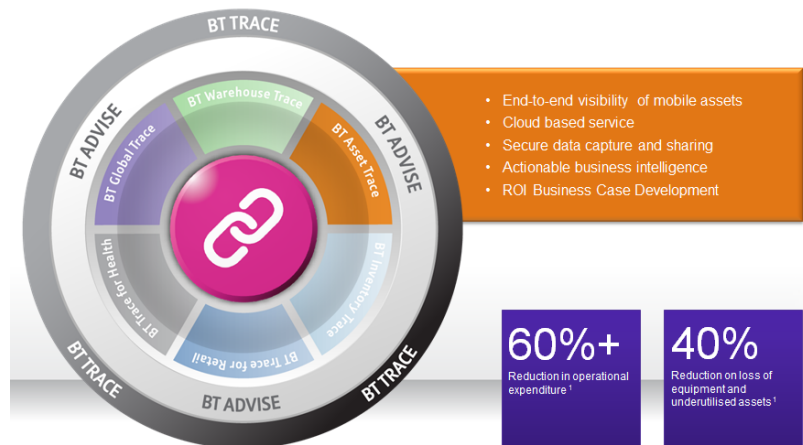 BT TRACE
BT ADVISE
BT ADVISE
BT Warehouse Trace
BT Global Trace
BT Asset Trace
BT Trace for Health
BT Inventory Trace
BT Trace for Retail
BT TRACE
BT TRACE
BT ADVISE
• End-to-end visibility of mobile assets
• Cloud based service
• Secure data capture and sharing
• Actionable business intelligence
• ROI Business Case Development
60%+
Reduction in operational
expenditure ¹
40%
Reduction on loss of
equipment and
underutilised assets ¹